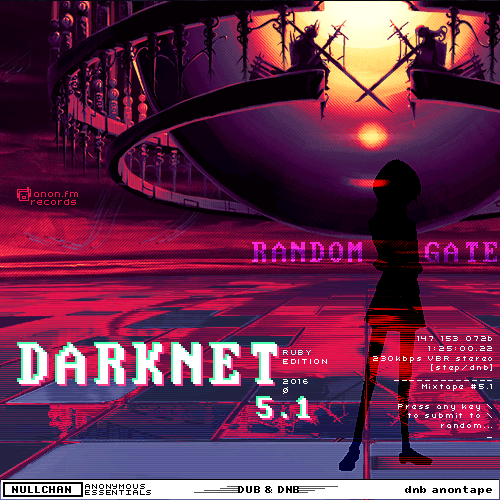 anon.fm
records
RANDOM GATE
DARKNET
RUBY
EDITION
2016
Ø
5.1
147 153 072b
1:25:00.22
230kbps VBR stereo
[step/dnb]
Mixtape #5.1
Press any key \
to submit to \
random...
_
NULLCHAN
ANONYMOUS
ESSENTIALS
DUB & DNB
dnb anontape